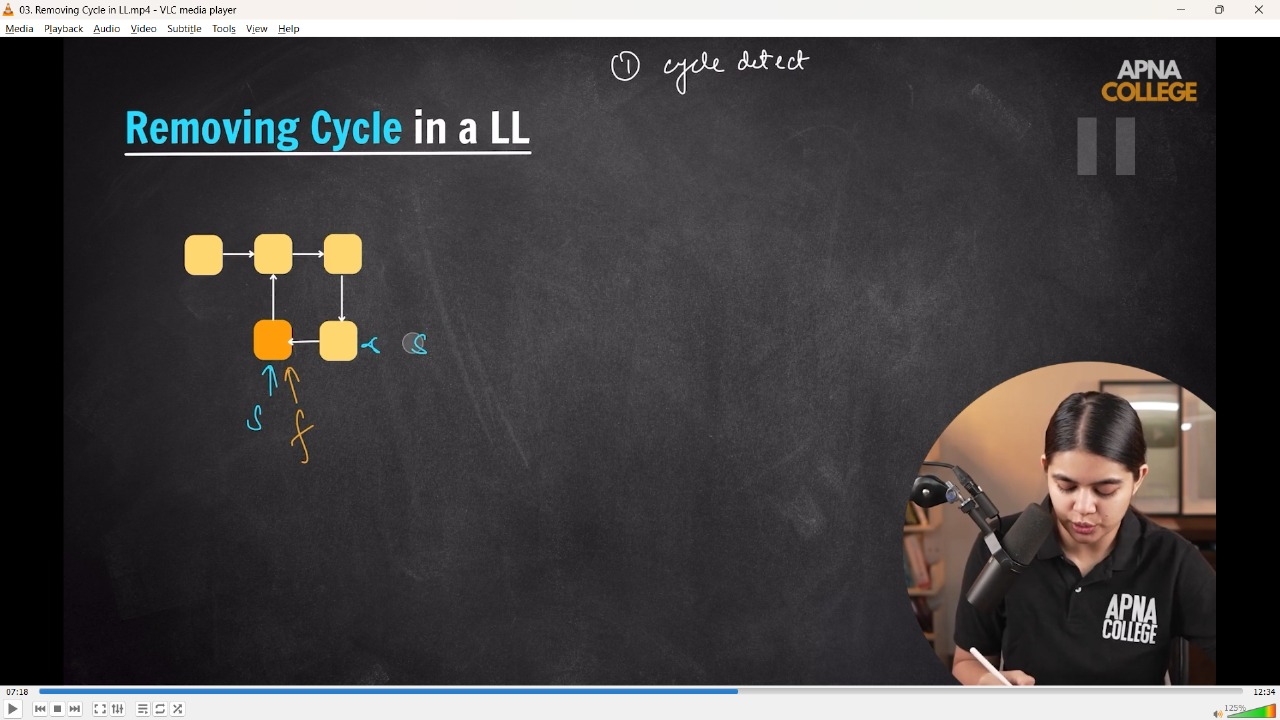 03. Removing Cycle in LL.mp4 - VLC media player
Media Playback Audio Video Subtitle Tools View Help
① cycle detect
APNA
COLLEGE
Removing Cycle in a LL
S
S
f
APNA
COLLEGE
07:18
12:34
125%